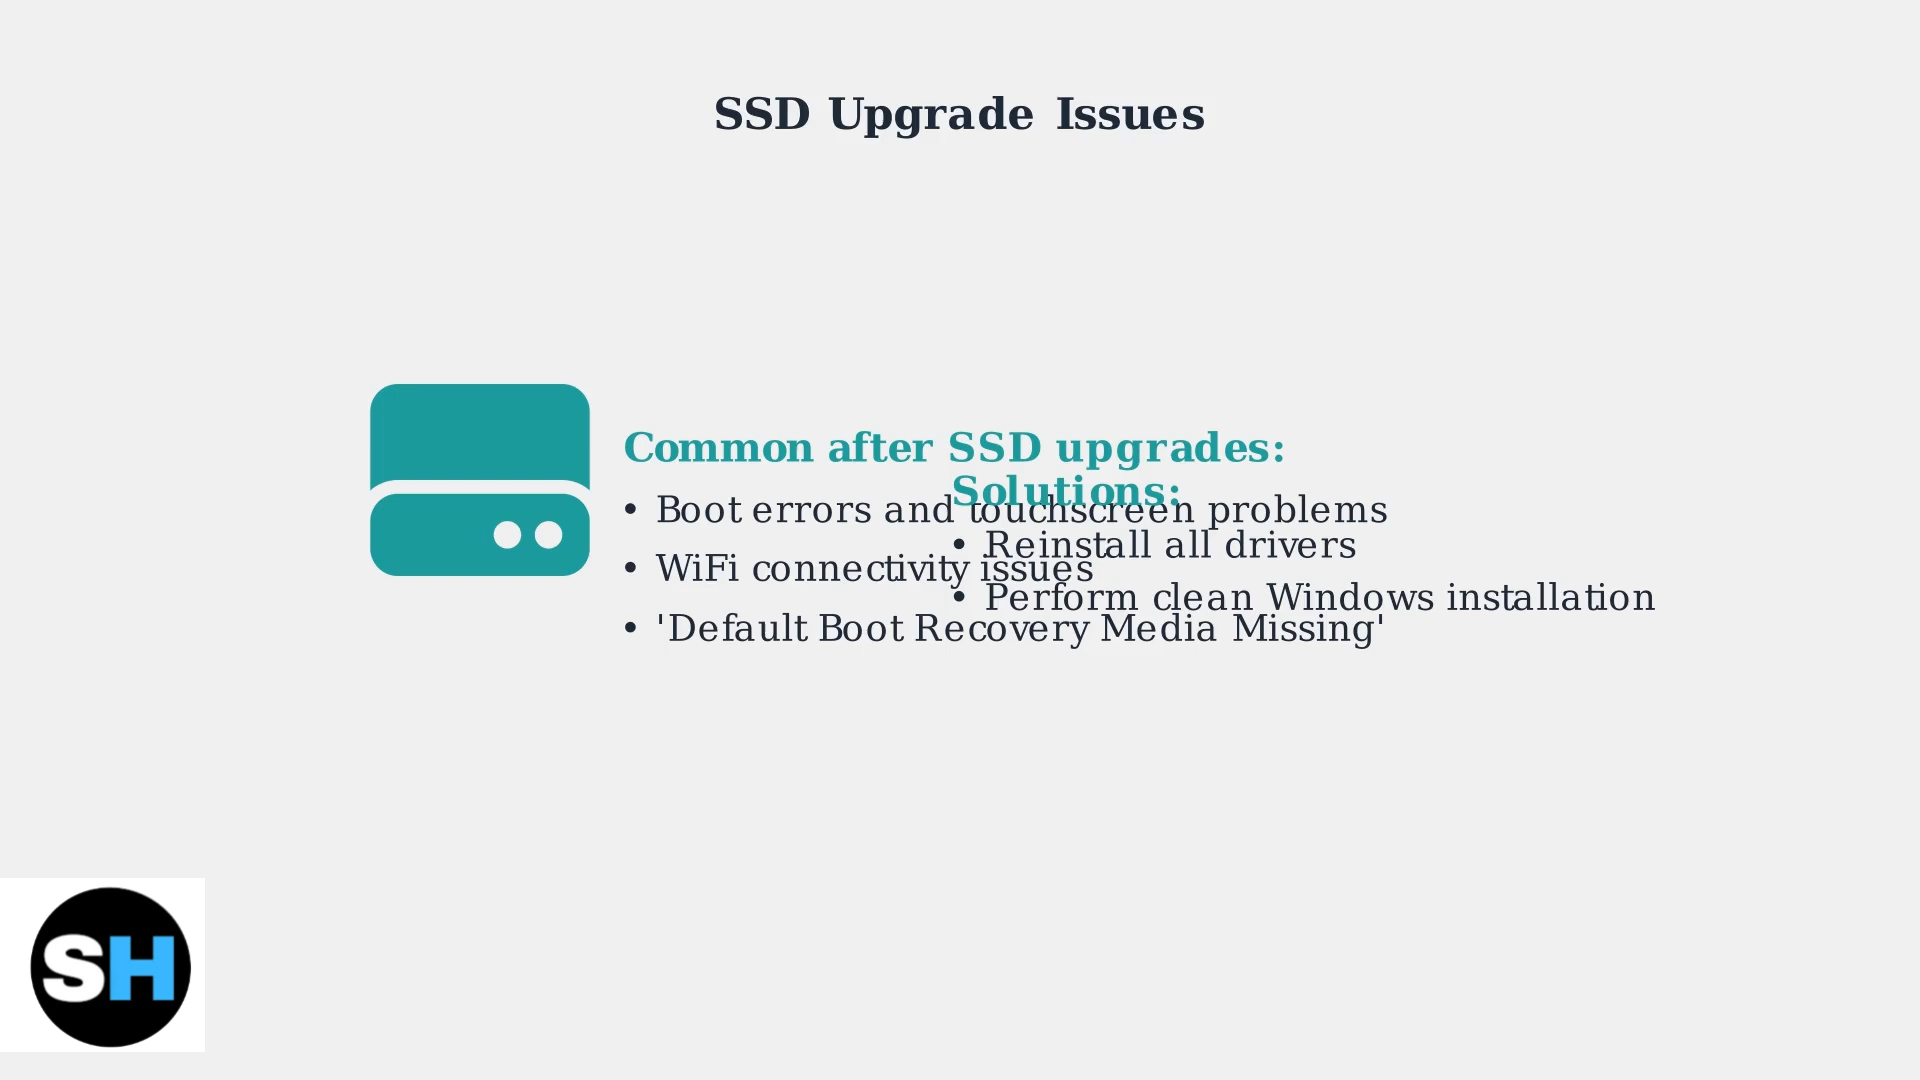 SSD Upgrade Issues
Common after SSD upgrades:
• Boot errors and touchscreen problems
• WiFi connectivity issues
• 'Default Boot Recovery Media Missing'
Solutions:
• Reinstall all drivers
• Perform clean Windows installation
SH